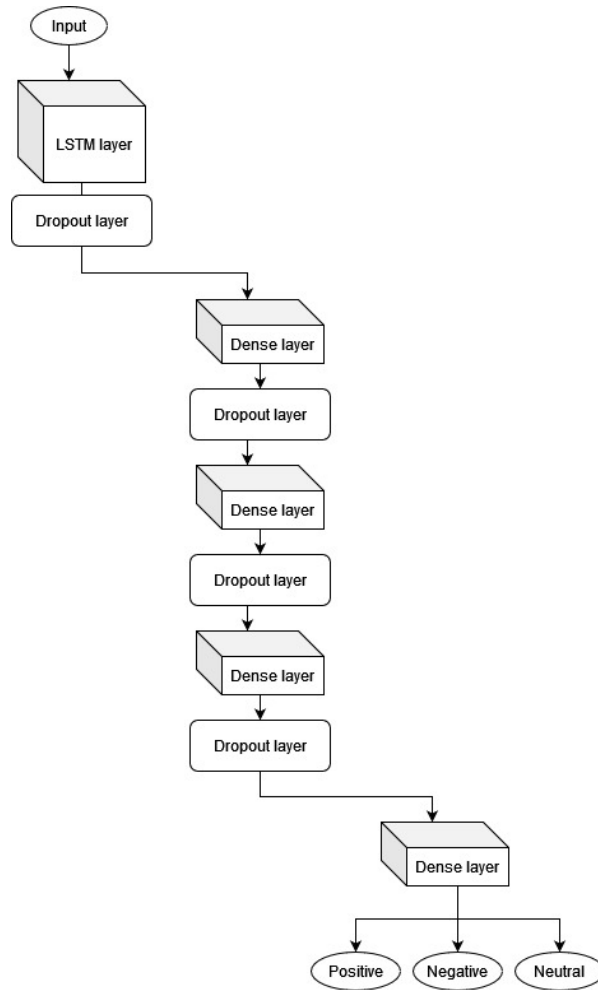 Input
LSTM layer
Dropout layer
Dense layer
Dropout layer
Dense layer
Dropout layer
Dense layer
Dropout layer
Dense layer
Positive
Negative
Neutral